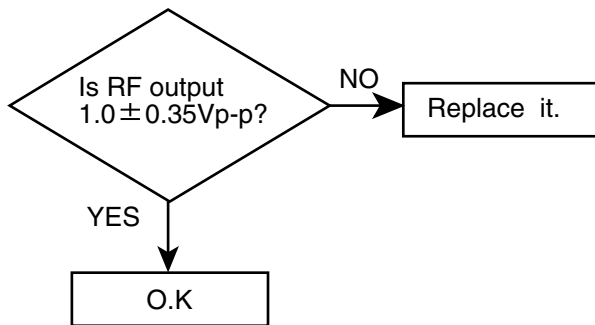 Is RF output
1.0±0.35Vp-p?
NO
Replace it.
YES
O.K